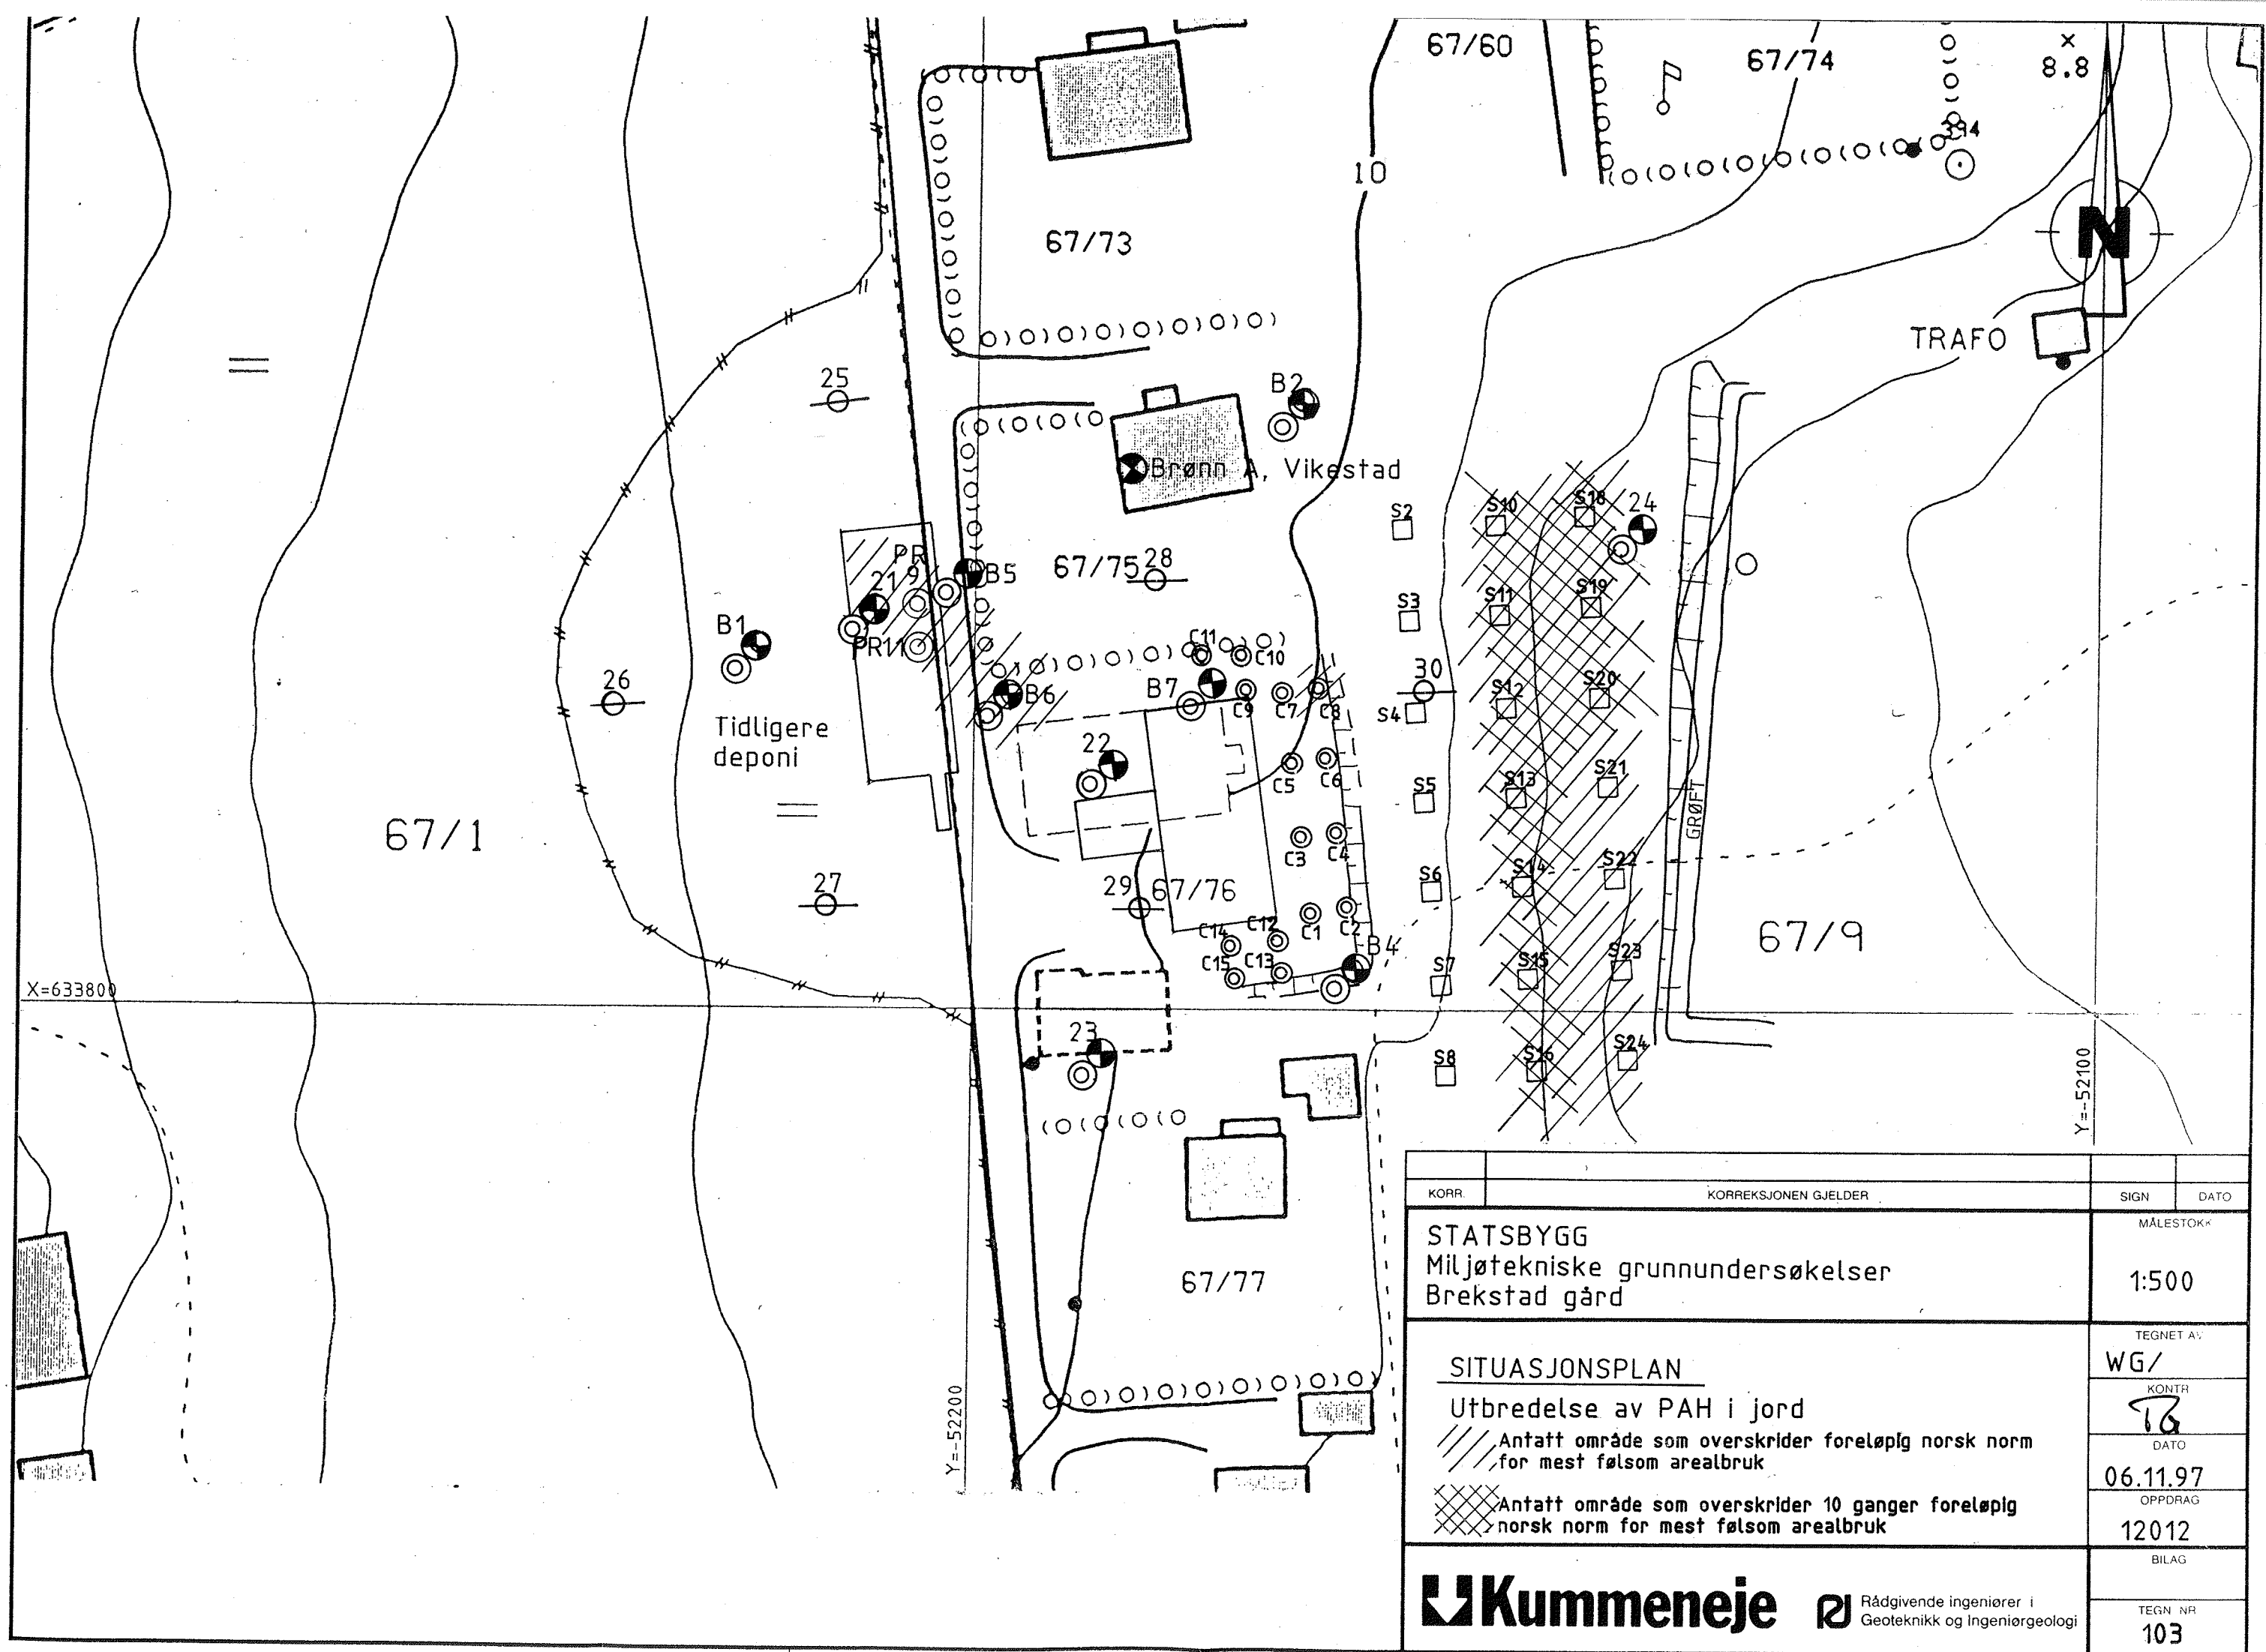 67/60
67/74
8.8
10
67/73
N
TRAFO
25
B2
Brønn A, Vikestad
S2
S10
S18
24
PR
9
21
B5
67/75
28
S3
S11
S19
B1
PR11
C11
C10
26
B6
B7
C9
C7
C8
30
S4
S12
S20
Tidligere
deponi
22
C5
C6
S5
S13
S21
GRØFT
67/1
C3
C4
27
29
67/76
S6
S14
S22
C14
C12
C1
C2
B4
67/9
C15
C13
S7
S15
S23
X=633800
23
S8
S16
S24
Y=-52100
67/77
Y=-52200
KORR.
KORREKSJONEN GJELDER
SIGN
DATO
STATSBYGG
Miljøtekniske grunnundersøkelser
Brekstad gård
MÅLESTOKK
1:500
SITUASJONSPLAN
Utbredelse av PAH i jord
Antatt område som overskrider foreløpig norsk norm
for mest følsom arealbruk
Antatt område som overskrider 10 ganger foreløpig
norsk norm for mest følsom arealbruk
TEGNET AV
WG/
KONTR
DATO
06.11.97
OPPDRAG
12012
BILAG
TEGN NR
103
Kummeneje
Rådgivende ingeniører i
Geoteknikk og Ingeniørgeologi